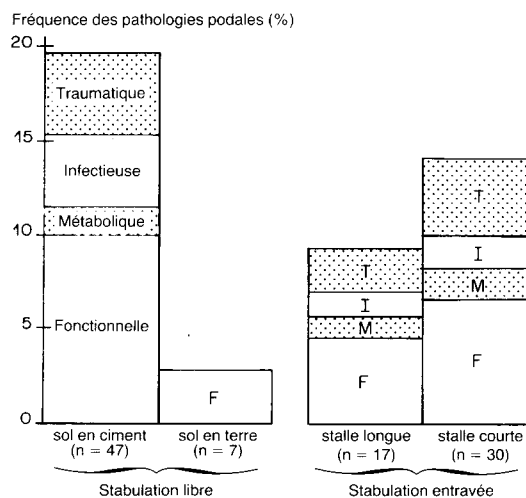 Fréquence des pathologies podales (%)
20
15
10
5
0
Traumatique
Infectieuse
Métabolique
Fonctionnelle
F
T
I
M
F
T
I
M
F
sol en ciment
(n = 47)
sol en terre
(n = 7)
stalle longue
(n = 17)
stalle courte
(n = 30)
Stabulation libre
Stabulation entravée